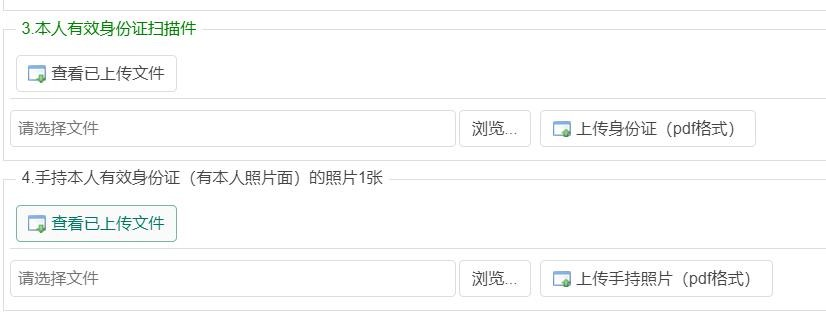 3.本人有效身份证扫描件
查看已上传文件
请选择文件 浏览... 上传身份证（pdf格式）
4.手持本人有效身份证（有本人照片面）的照片1张
查看已上传文件
请选择文件 浏览... 上传手持照片（pdf格式）